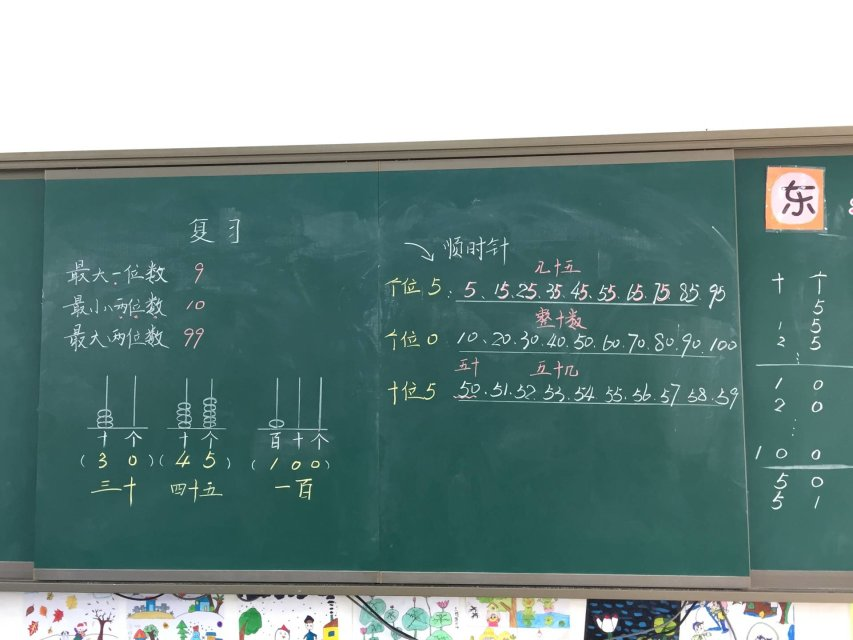 复习
最大一位数 9
最小两位数 10
最大两位数 99
十 个
十 个
百 十 个
(3 0) (4 5) (1 0 0)
三十 四十五 一百
顺时针
几十五
个位5: 5、15.25.35.45.55.65.75.85.95
整十数
个位0 10、20.30.40.50.60.70.80.90.100
五十 五十几
十位5 50.51.52.53.54.55.56.57.58.59
东
十 个
5
1 5
2 5
⋮
1 0
2 0
⋮
1 0 0
5 0
5 1